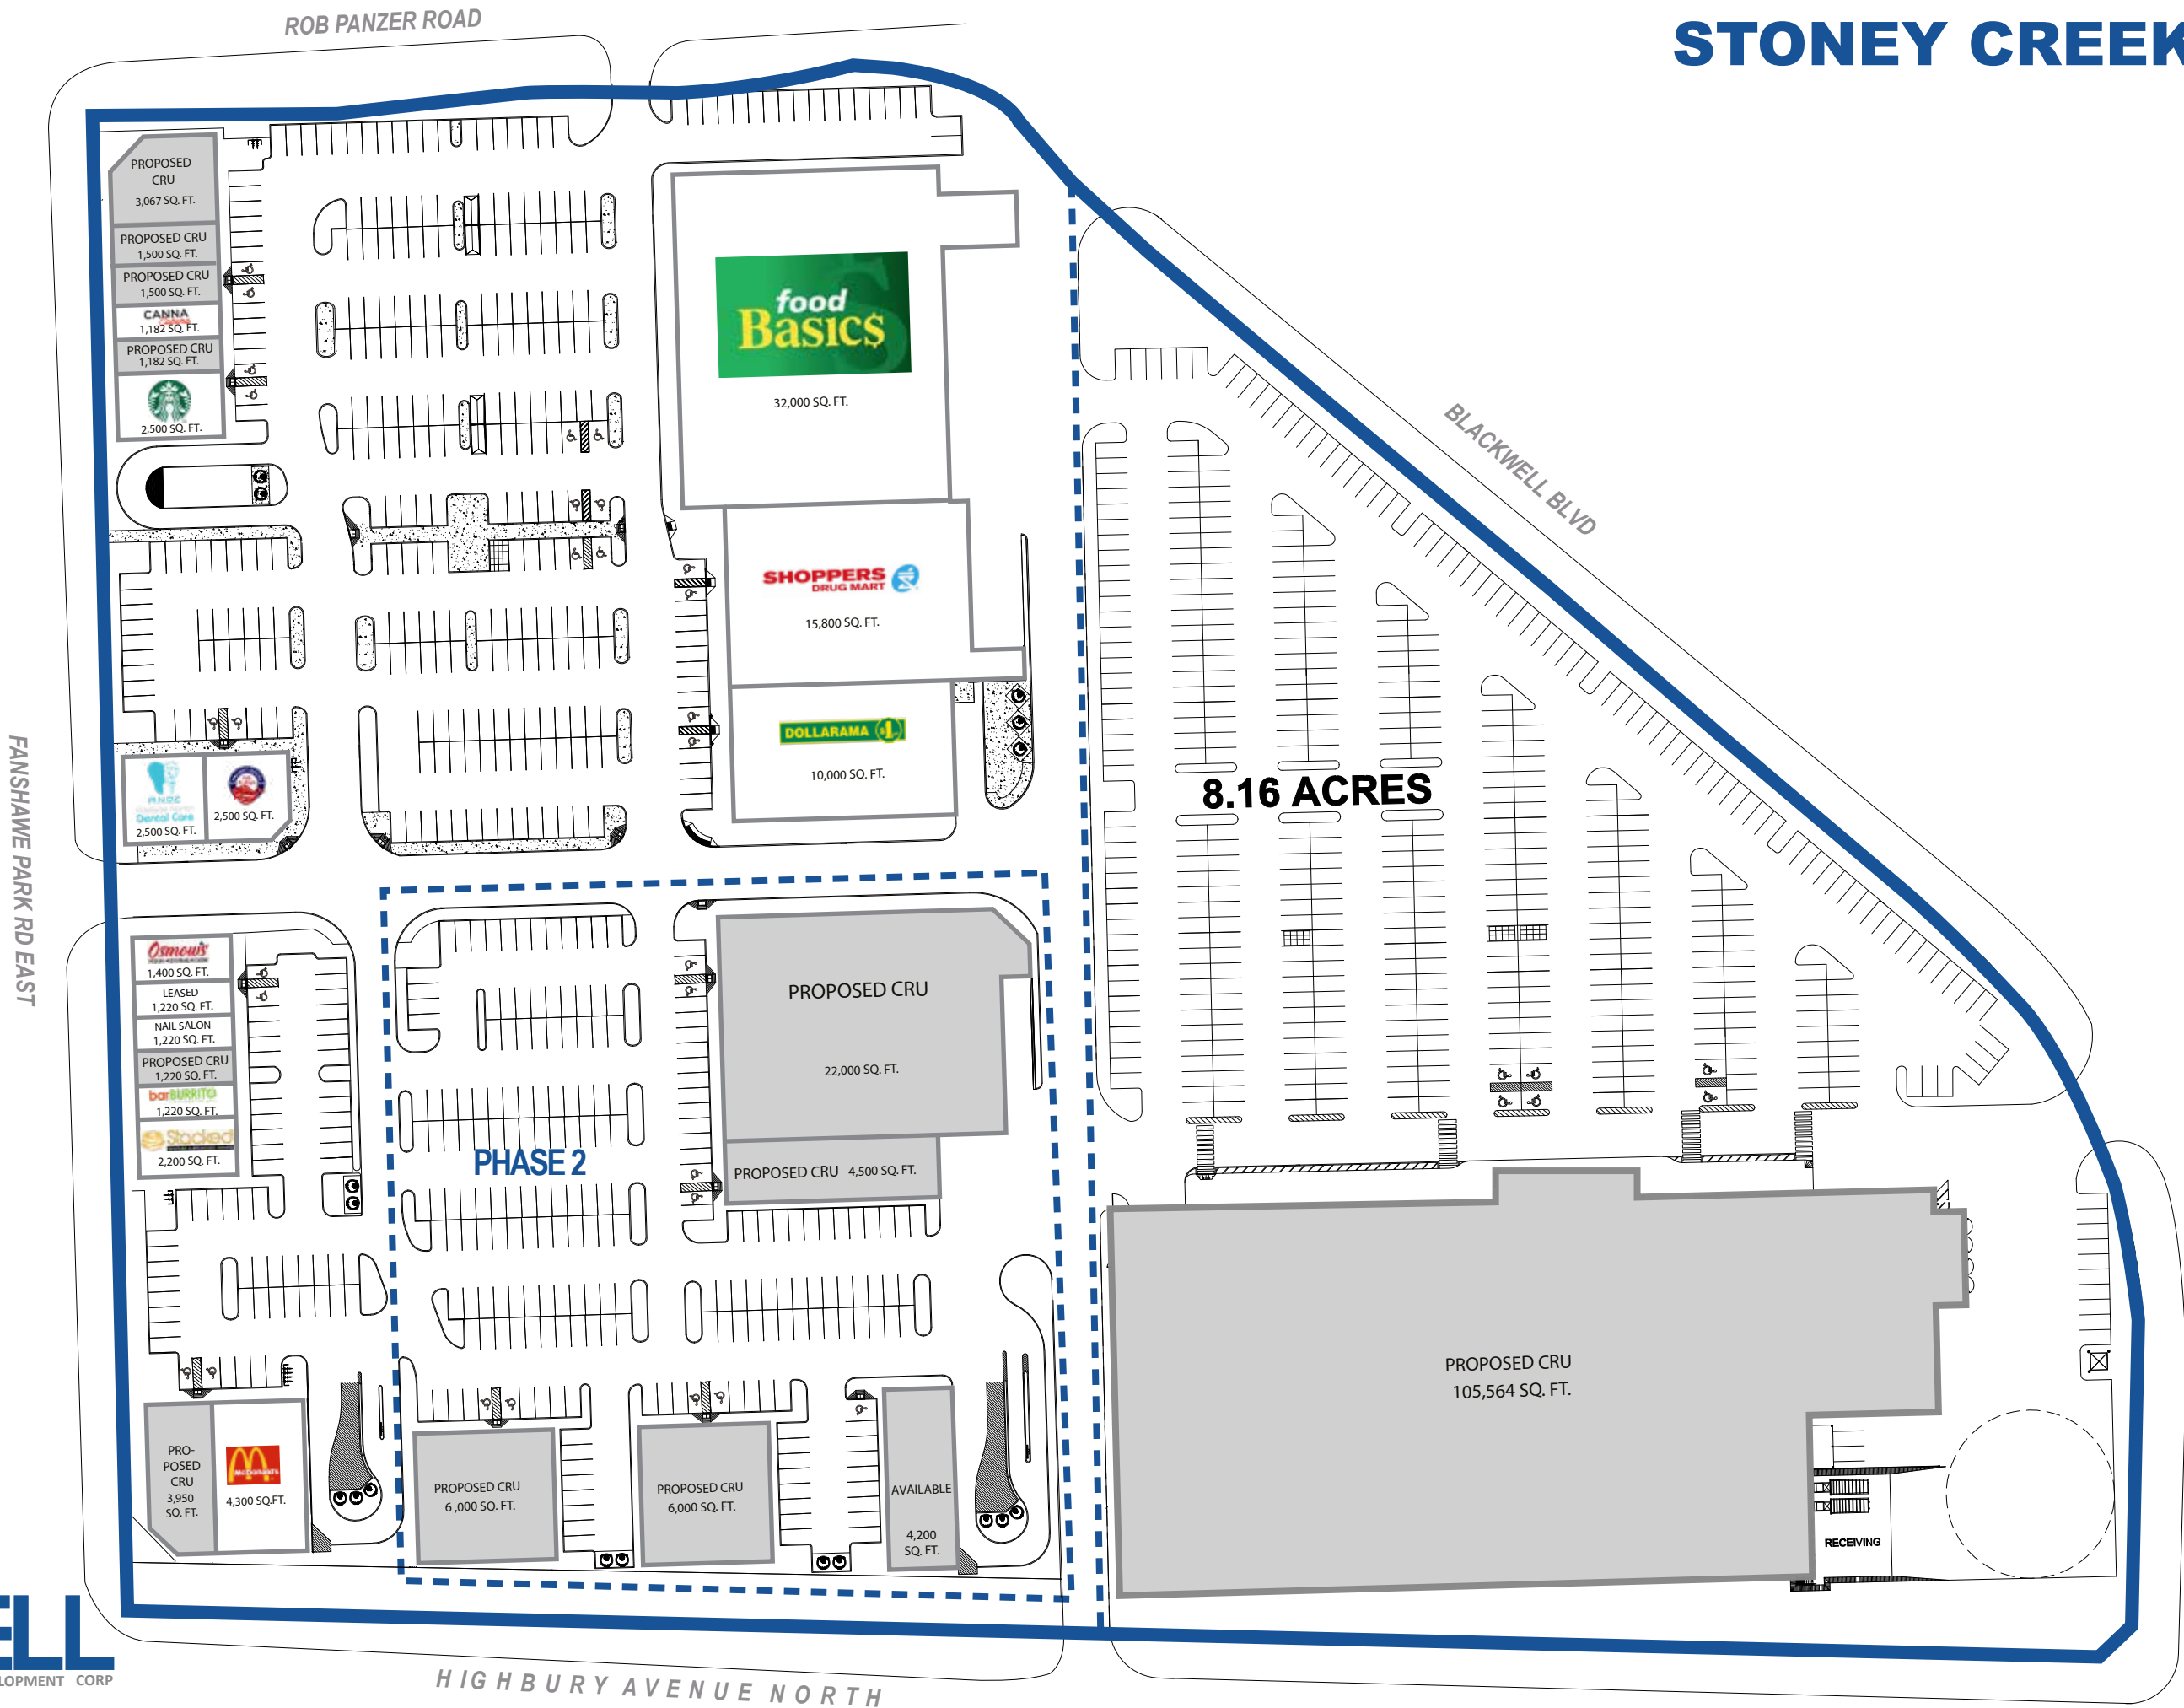 ROB PANZER ROAD
STONEY CREEK
PROPOSED
CRU
3,067 SQ. FT.
PROPOSED CRU
1,500 SQ. FT.
PROPOSED CRU
1,500 SQ. FT.
CANNA
1,182 SQ. FT.
PROPOSED CRU
1,182 SQ. FT.
2,500 SQ. FT.
food
Basic$
32,000 SQ. FT.
SHOPPERS
DRUG MART
15,800 SQ. FT.
DOLLARAMA $1
10,000 SQ. FT.
BLACKWELL BLVD
8.16 ACRES
FANSHAWE PARK RD EAST
Dental Care
2,500 SQ. FT.
2,500 SQ. FT.
Osmow's
1,400 SQ. FT.
LEASED
1,220 SQ. FT.
NAIL SALON
1,220 SQ. FT.
PROPOSED CRU
1,220 SQ. FT.
barBURRITO
1,220 SQ. FT.
Stacked
2,200 SQ. FT.
PHASE 2
PROPOSED CRU
22,000 SQ. FT.
PROPOSED CRU 4,500 SQ. FT.
PRO-
POSED
CRU
3,950
SQ. FT.
McDonald's
4,300 SQ.FT.
PROPOSED CRU
6 ,000 SQ. FT.
PROPOSED CRU
6,000 SQ. FT.
AVAILABLE
4,200
SQ. FT.
PROPOSED CRU
105,564 SQ. FT.
RECEIVING
ELL
LOPMENT CORP
HIGHBURY AVENUE NORTH